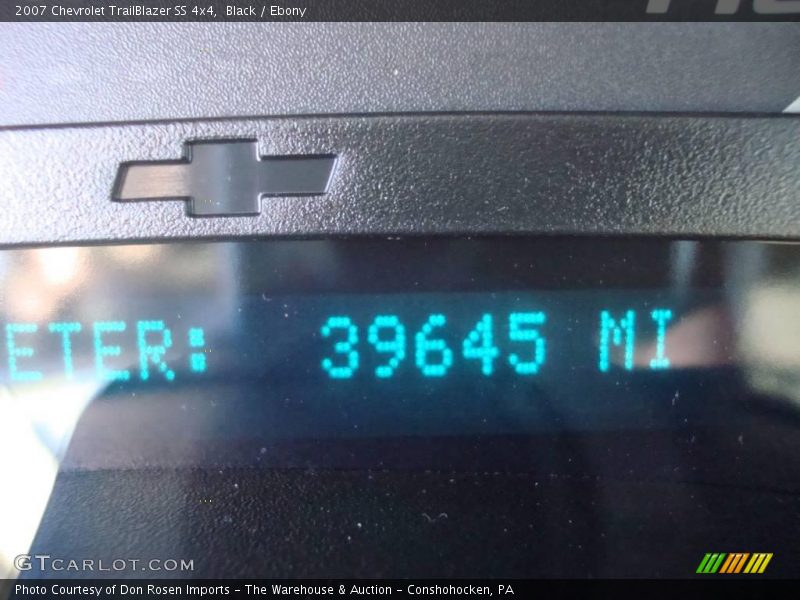 2007 Chevrolet TrailBlazer SS 4x4, Black / Ebony
ETER: 39645 MI
GTCARLOT.COM
Photo Courtesy of Don Rosen Imports - The Warehouse & Auction - Conshohocken, PA